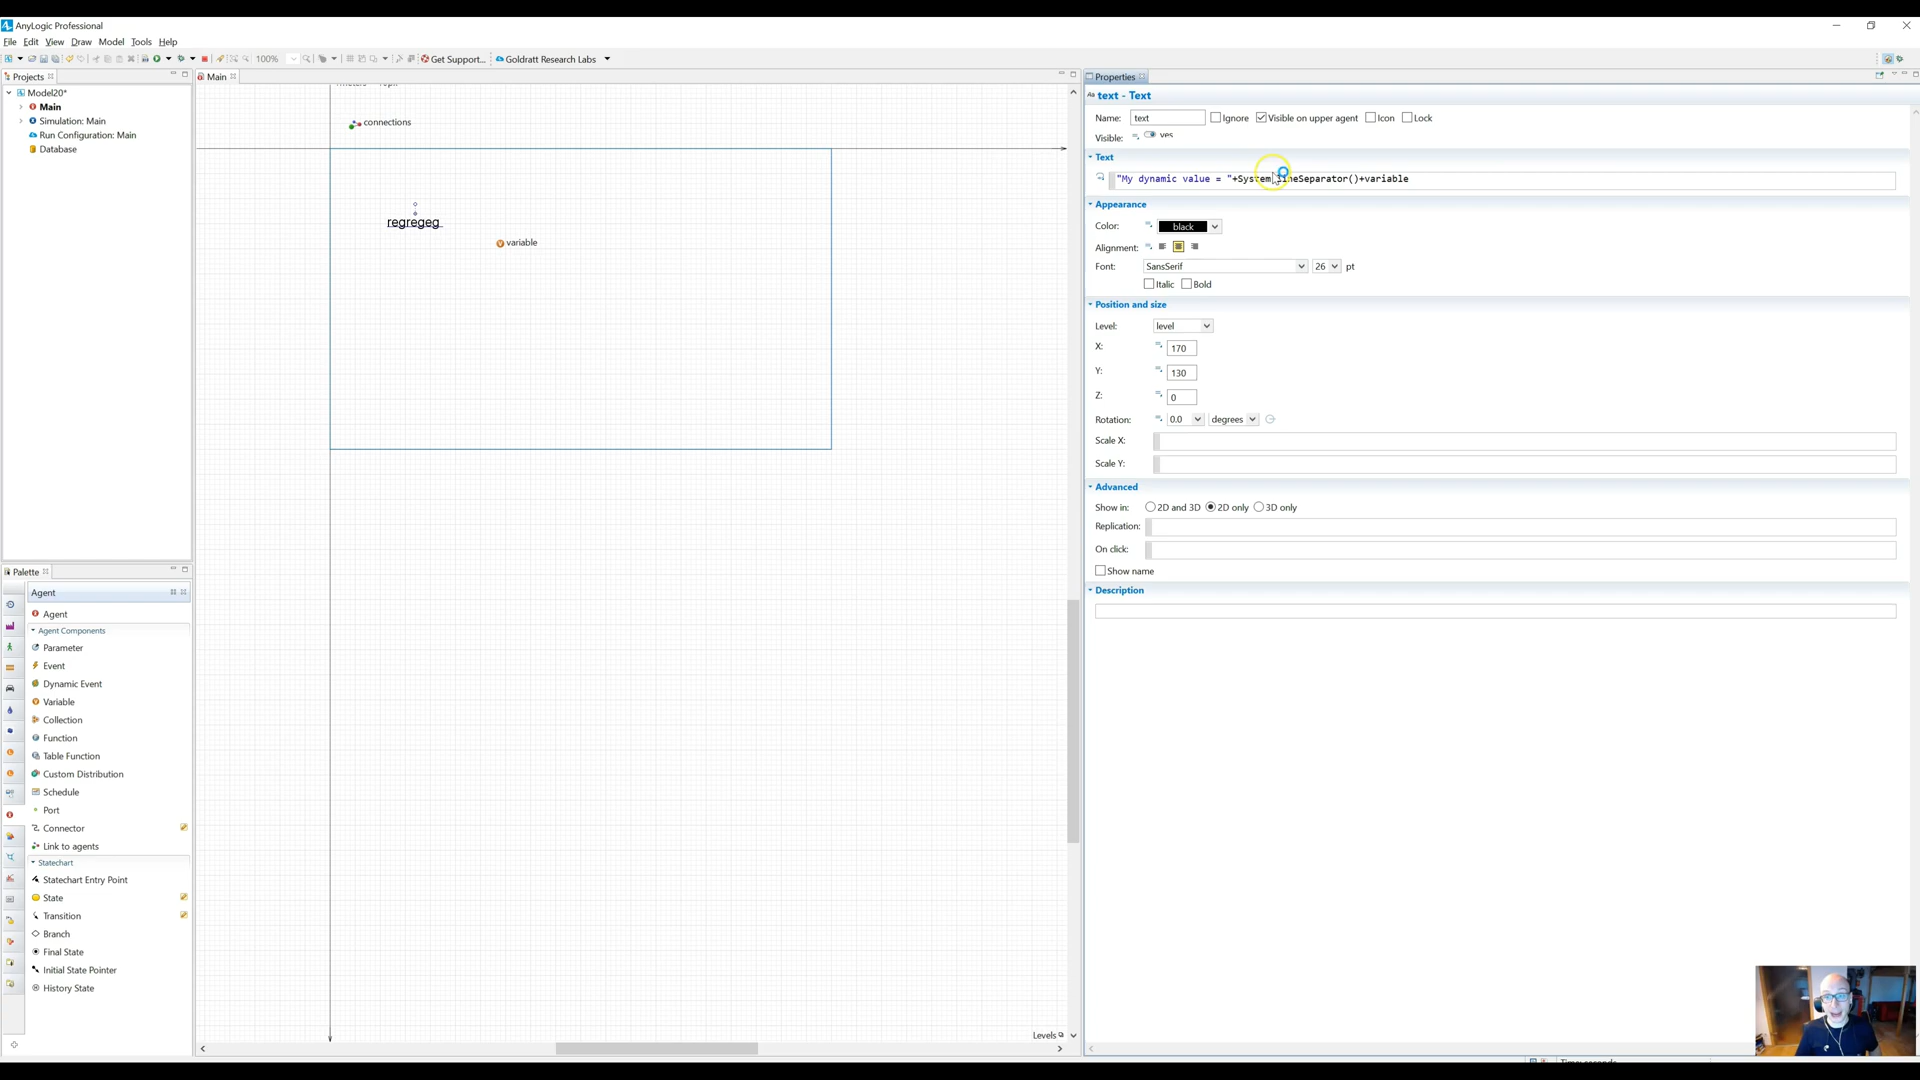 AnyLogic Professional
File Edit View Draw Model Tools Help
100% Get Support... Goldratt Research Labs
Projects
Model20*
Main
Simulation: Main
Run Configuration: Main
Database
Main
connections
regregeg
variable
Levels
Palette
Agent
Agent
Agent Components
Parameter
Event
Dynamic Event
Variable
Collection
Function
Table Function
Custom Distribution
Schedule
Port
Connector
Link to agents
Statechart
Statechart Entry Point
State
Transition
Branch
Final State
Initial State Pointer
History State
Properties
text - Text
Name: text Ignore Visible on upper agent Icon Lock
Visible: yes
Text
"My dynamic value = "+System.lineSeparator()+variable
Appearance
Color: black
Alignment:
Font: SansSerif 26 pt
Italic Bold
Position and size
Level: level
X: 170
Y: 130
Z: 0
Rotation: 0.0 degrees
Scale X:
Scale Y:
Advanced
Show in: 2D and 3D 2D only 3D only
Replication:
On click:
Show name
Description